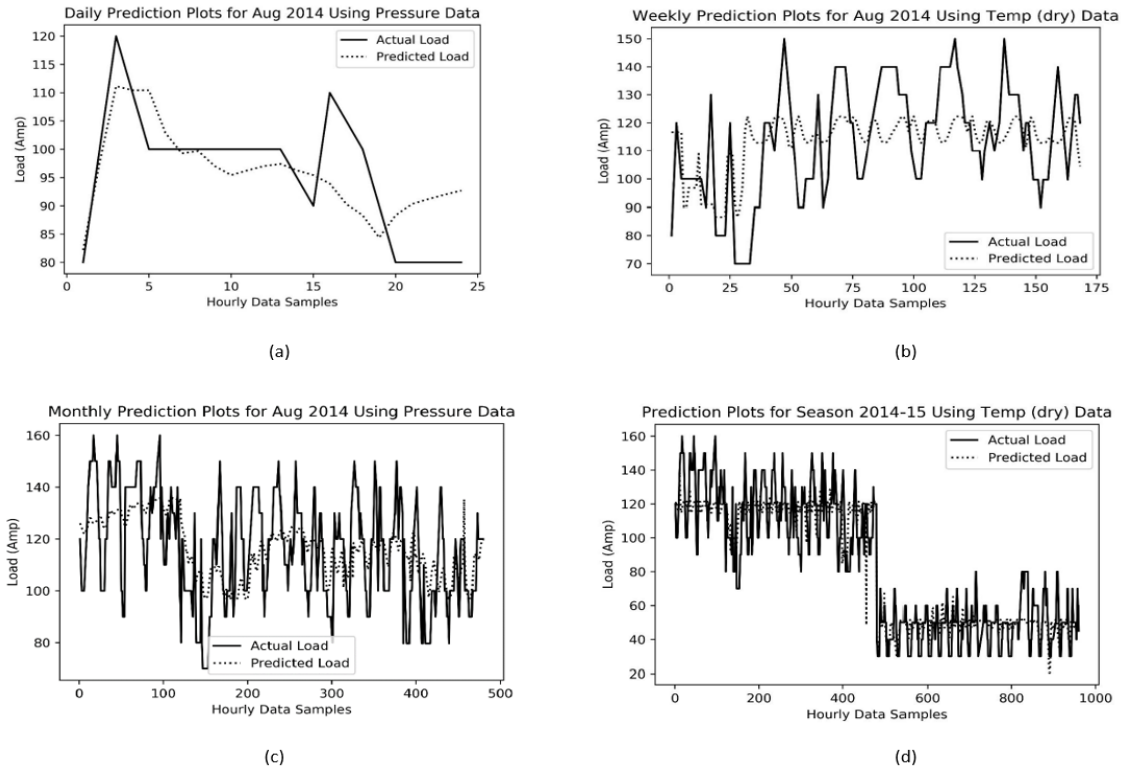 Daily Prediction Plots for Aug 2014 Using Pressure Data
120
115
110
105
100
95
90
85
80
Load (Amp)
Actual Load
Predicted Load
0 5 10 15 20 25
Hourly Data Samples
(a)
Weekly Prediction Plots for Aug 2014 Using Temp (dry) Data
150
140
130
120
110
100
90
80
70
Load (Amp)
Actual Load
Predicted Load
0 25 50 75 100 125 150 175
Hourly Data Samples
(b)
Monthly Prediction Plots for Aug 2014 Using Pressure Data
160
140
120
100
80
Load (Amp)
Actual Load
Predicted Load
0 100 200 300 400 500
Hourly Data Samples
(c)
Prediction Plots for Season 2014-15 Using Temp (dry) Data
160
140
120
100
80
60
40
20
Load (Amp)
Actual Load
Predicted Load
0 200 400 600 800 1000
Hourly Data Samples
(d)